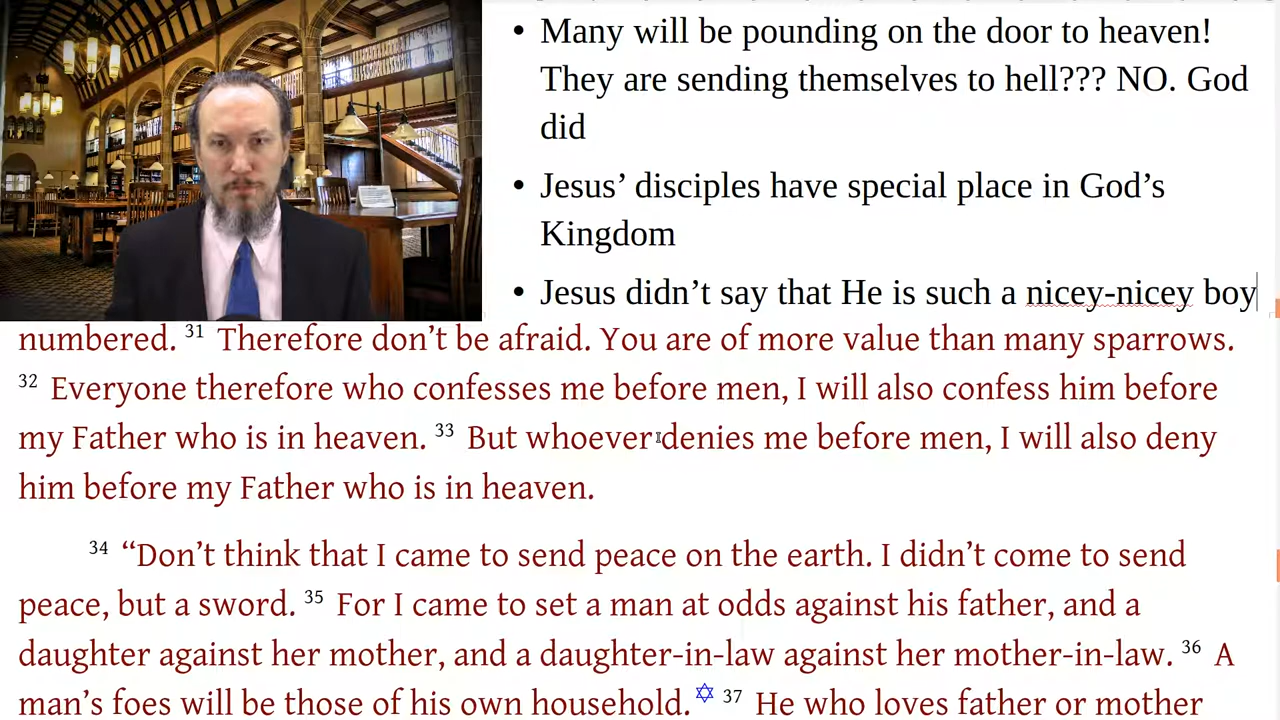 • Many will be pounding on the door to heaven!
They are sending themselves to hell??? NO. God
did
• Jesus’ disciples have special place in God’s
Kingdom
• Jesus didn’t say that He is such a nicey-nicey boy
numbered. 31 Therefore don’t be afraid. You are of more value than many sparrows.
32 Everyone therefore who confesses me before men, I will also confess him before
my Father who is in heaven. 33 But whoever denies me before men, I will also deny
him before my Father who is in heaven.
34 “Don’t think that I came to send peace on the earth. I didn’t come to send
peace, but a sword. 35 For I came to set a man at odds against his father, and a
daughter against her mother, and a daughter-in-law against her mother-in-law. 36 A
man’s foes will be those of his own household.✡ 37 He who loves father or mother